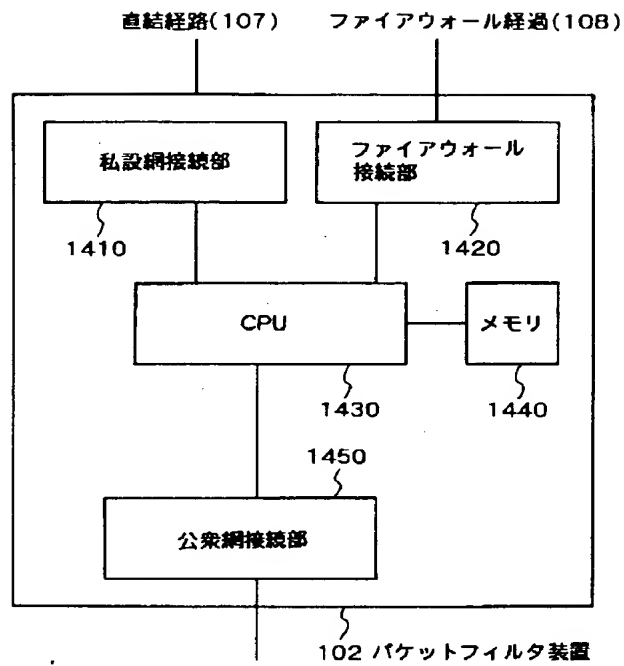 直結経路(107)
ファイアウォール経過(108)
私設網接続部
ファイアウォール
接続部
1410
1420
CPU
メモリ
1430
1440
1450
公衆網接続部
102 パケットフィルタ装置